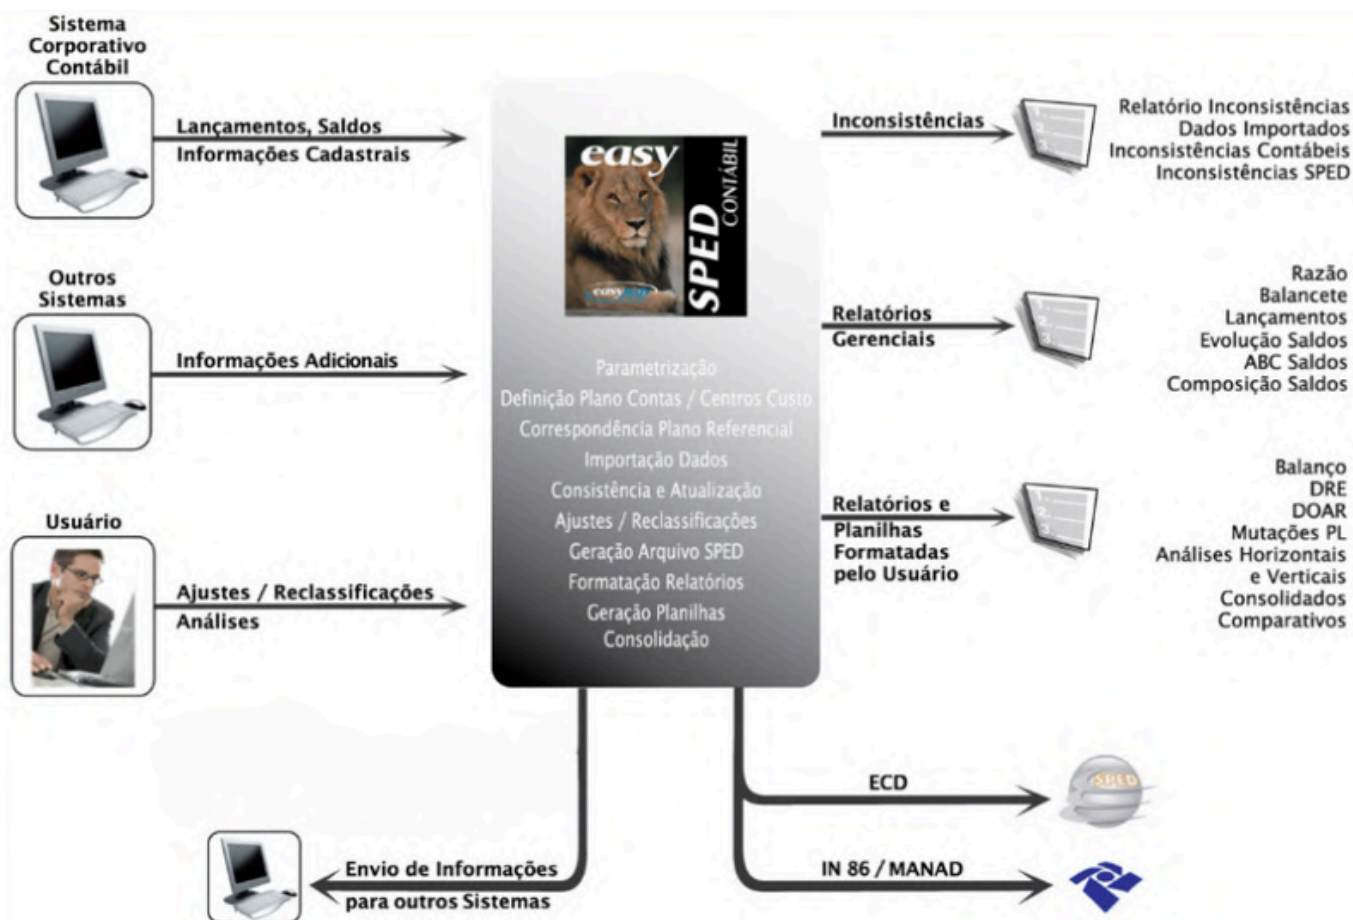 Sistema
Corporativo
Contábil
Lançamentos, Saldos
Informações Cadastrais
Outros
Sistemas
Informações Adicionais
Usuário
Ajustes / Reclassificações
Análises
easy
SPED
CONTÁBIL
Parametrização
Definição Plano Contas / Centros Custo
Correspondência Plano Referencial
Importação Dados
Consistência e Atualização
Ajustes / Reclassificações
Geração Arquivo SPED
Formatação Relatórios
Geração Planilhas
Consolidação
Inconsistências
Relatório Inconsistências
Dados Importados
Inconsistências Contábeis
Inconsistências SPED
Relatórios
Gerenciais
Razão
Balancete
Lançamentos
Evolução Saldos
ABC Saldos
Composição Saldos
Relatórios e
Planilhas
Formatadas
pelo Usuário
Balanço
DRE
DOAR
Mutações PL
Análises Horizontais
e Verticais
Consolidados
Comparativos
ECD
SPED
IN 86 / MANAD
Envio de Informações
para outros Sistemas